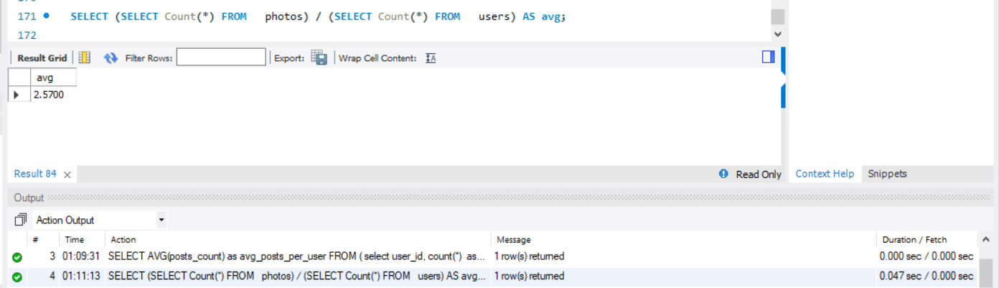 171 SELECT (SELECT Count(*) FROM photos) / (SELECT Count(*) FROM users) AS avg;
172
Result Grid Filter Rows: Export: Wrap Cell Content:
avg
2.5700
Result 84 Read Only Context Help Snippets
Output
Action Output
# Time Action Message Duration / Fetch
3 01:09:31 SELECT AVG(posts_count) as avg_posts_per_user FROM ( select user_id, count(*) as... 1 row(s) returned 0.000 sec / 0.000 sec
4 01:11:13 SELECT (SELECT Count(*) FROM photos) / (SELECT Count(*) FROM users) AS avg... 1 row(s) returned 0.047 sec / 0.000 sec